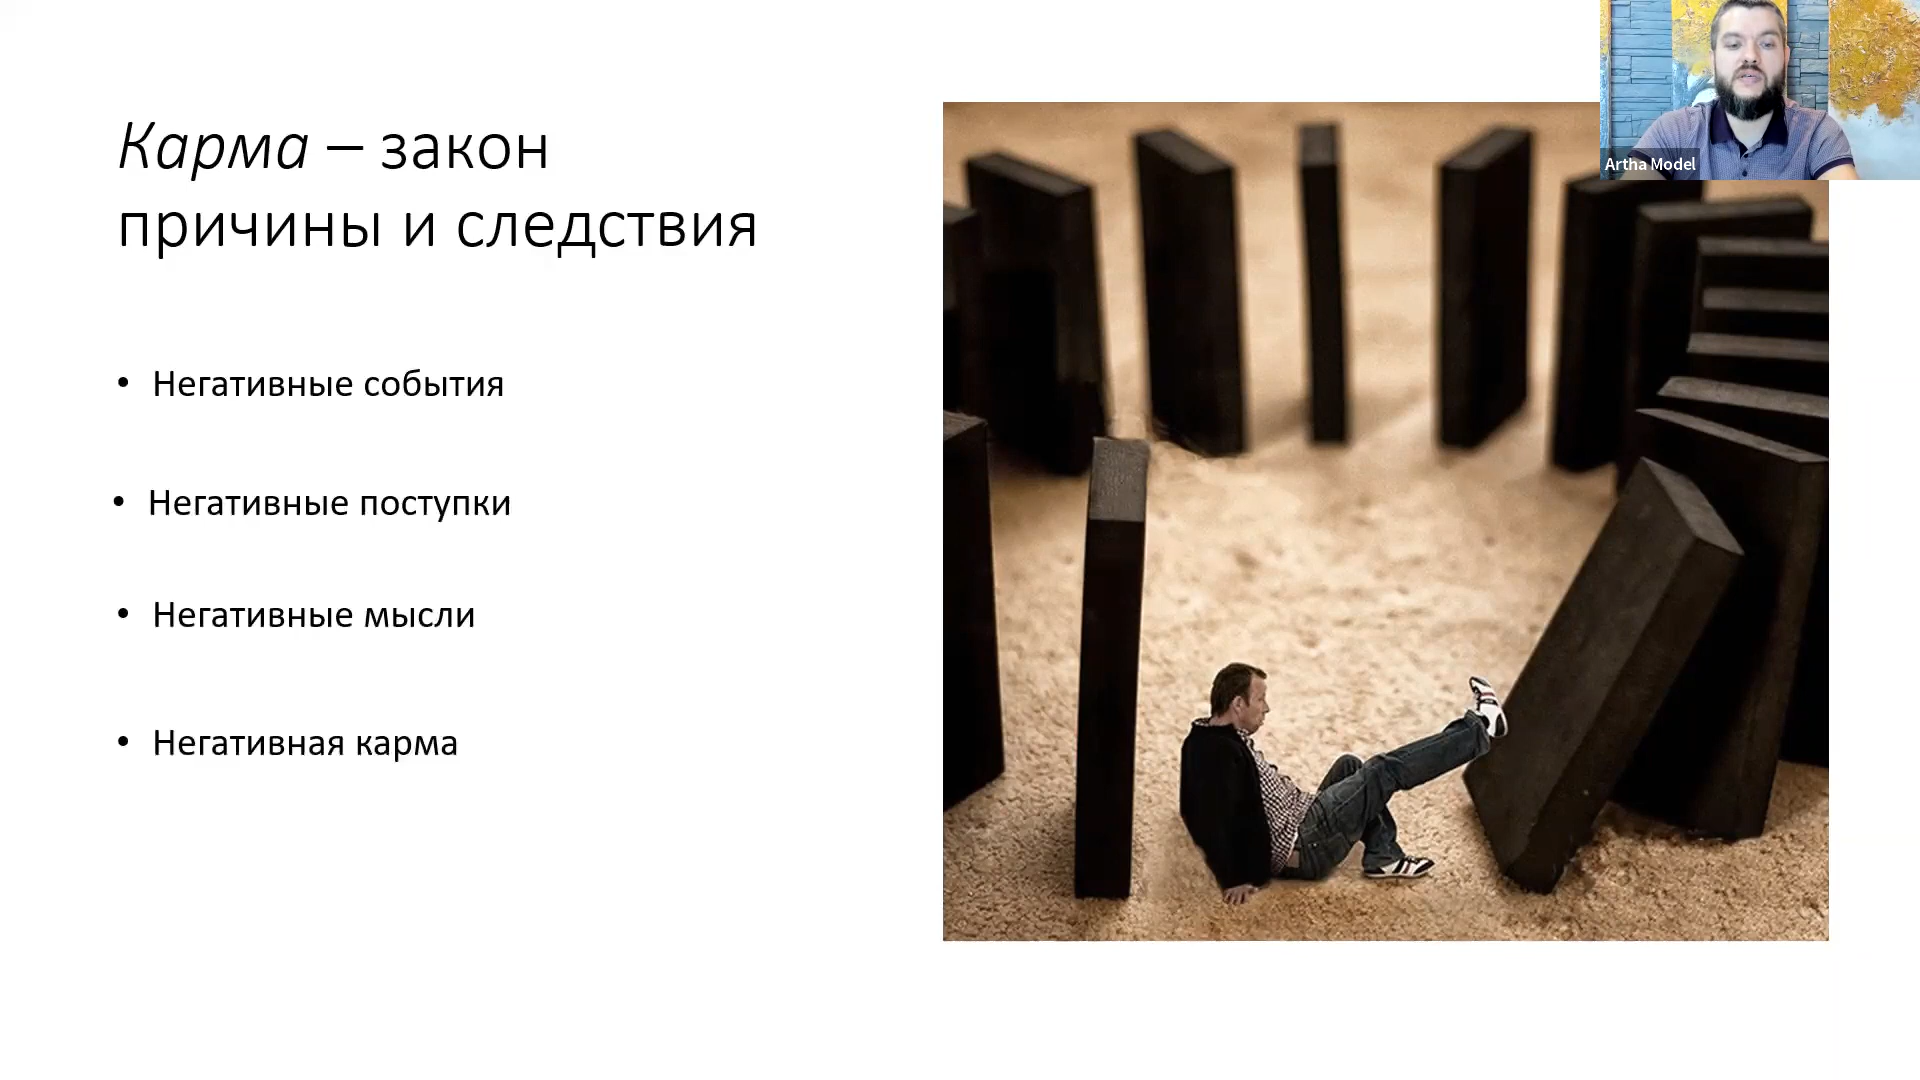 Карма – закон
причины и следствия
• Негативные события
• Негативные поступки
• Негативные мысли
• Негативная карма
Artha Model